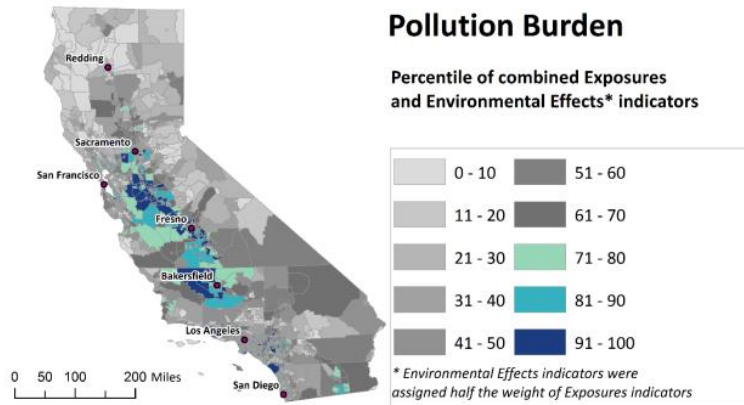 Pollution Burden
Percentile of combined Exposures
and Environmental Effects* indicators
Redding
Sacramento
San Francisco
Fresno
Bakersfield
Los Angeles
San Diego
0 50 100 200 Miles
0 - 10
11 - 20
21 - 30
31 - 40
41 - 50
51 - 60
61 - 70
71 - 80
81 - 90
91 - 100
* Environmental Effects indicators were
assigned half the weight of Exposures indicators